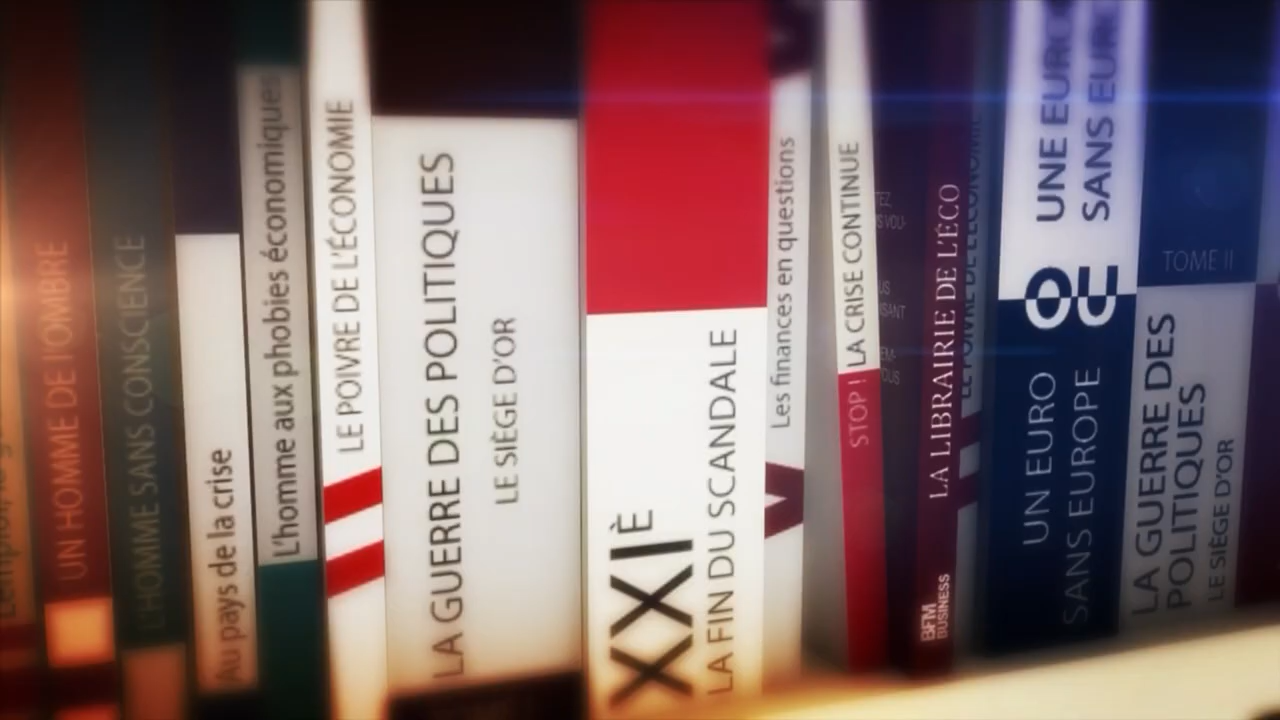 UN HOMME DE l'OMBRE
L'HOMME SANS CONSCIENCE
Au pays de la crise
L'homme aux phobies économiques
LE POIVRE DE L'ÉCONOMIE
LA GUERRE DES POLITIQUES
LE SIÈGE D'OR
XXIÈ
LA FIN DU SCANDALE
Les finances en questions
STOP ! LA CRISE CONTINUE
LA LIBRAIRIE DE L'ÉCO
BFM
BUSINESS
LE POIVRE DE L'ÉCONOMIE
UN EURO OU UNE EURO
SANS EUROPE OU SANS EURO
TOME II
LA GUERRE DES
POLITIQUES
LE SIÈGE D'OR